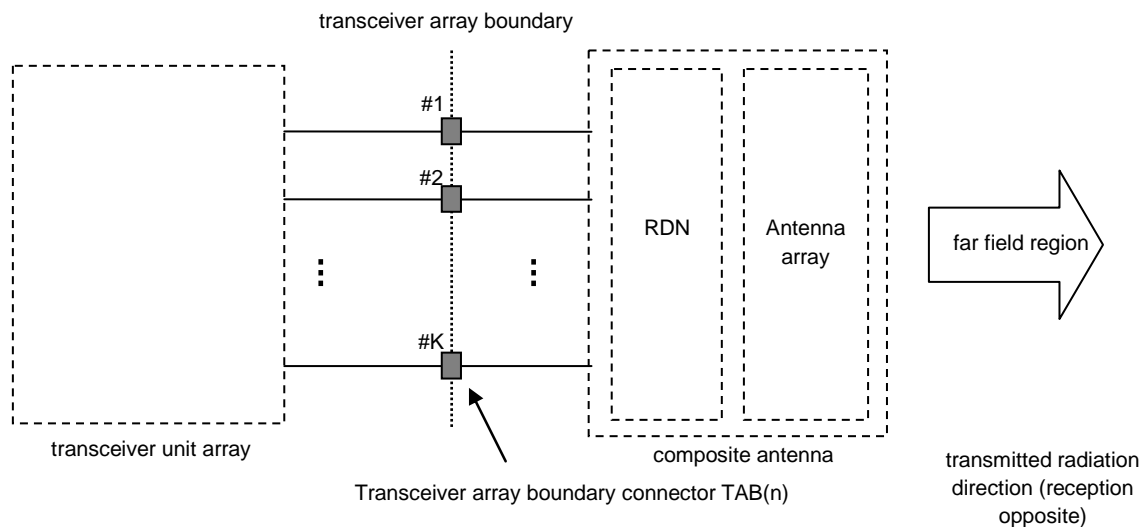 transceiver array boundary
#1
#2
#K
RDN
Antenna
array
far field region
transceiver unit array
composite antenna
Transceiver array boundary connector TAB(n)
transmitted radiation
direction (reception
opposite)